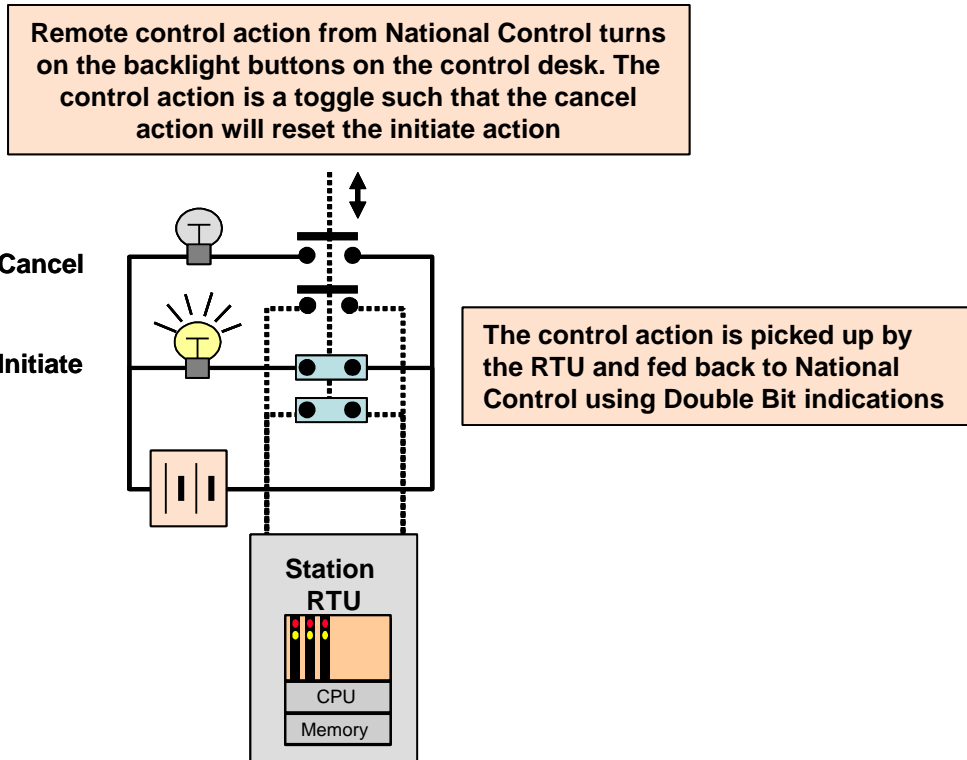 Remote control action from National Control turns
on the backlight buttons on the control desk. The
control action is a toggle such that the cancel
action will reset the initiate action
Cancel
Initiate
The control action is picked up by
the RTU and fed back to National
Control using Double Bit indications
Station
RTU
CPU
Memory